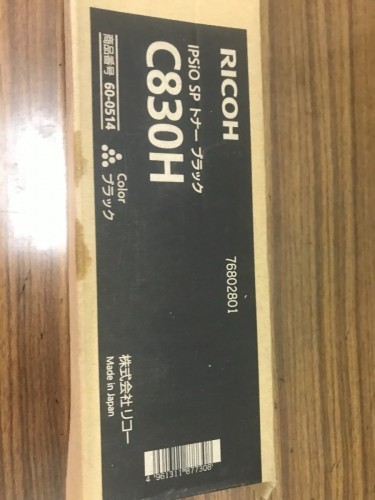 RICOH
IPSiO SP トナー ブラック
C830H
商品番号 60-0514
Color
ブラック
76802801
株式会社 リコー
Made in Japan
4 961311 877308